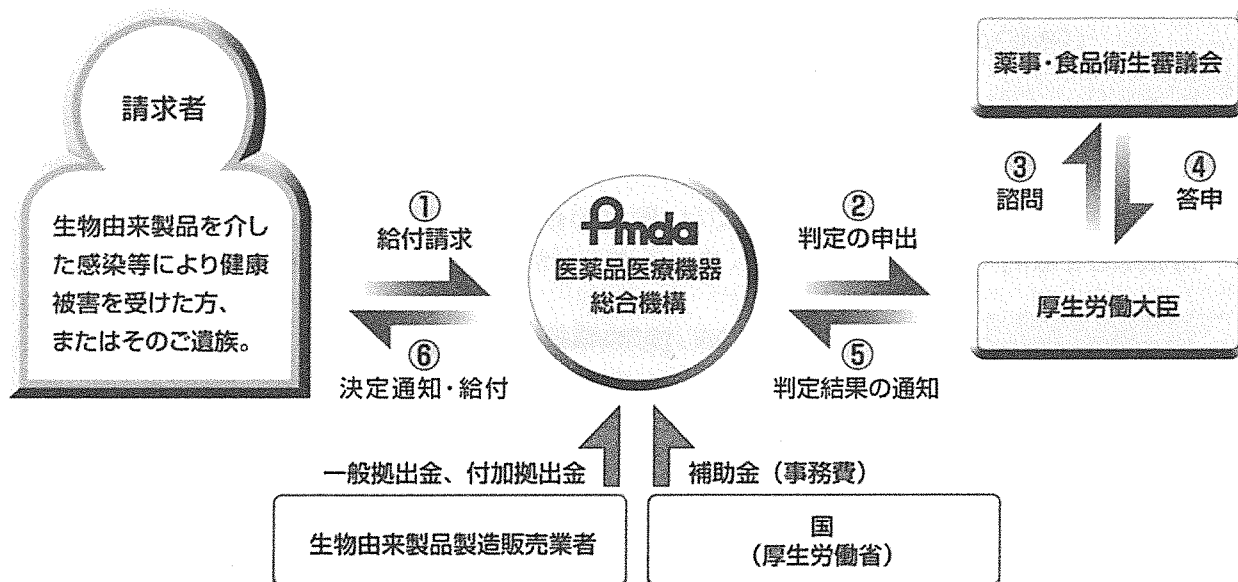 請求者
生物由来製品を介し
た感染等により健康
被害を受けた方、
またはそのご遺族。
①
給付請求
⑥
決定通知・給付
Pmda
医薬品医療機器
総合機構
②
判定の申出
⑤
判定結果の通知
薬事・食品衛生審議会
③
諮問
④
答申
厚生労働大臣
一般拠出金、付加拠出金
補助金（事務費）
生物由来製品製造販売業者
国
（厚生労働省）